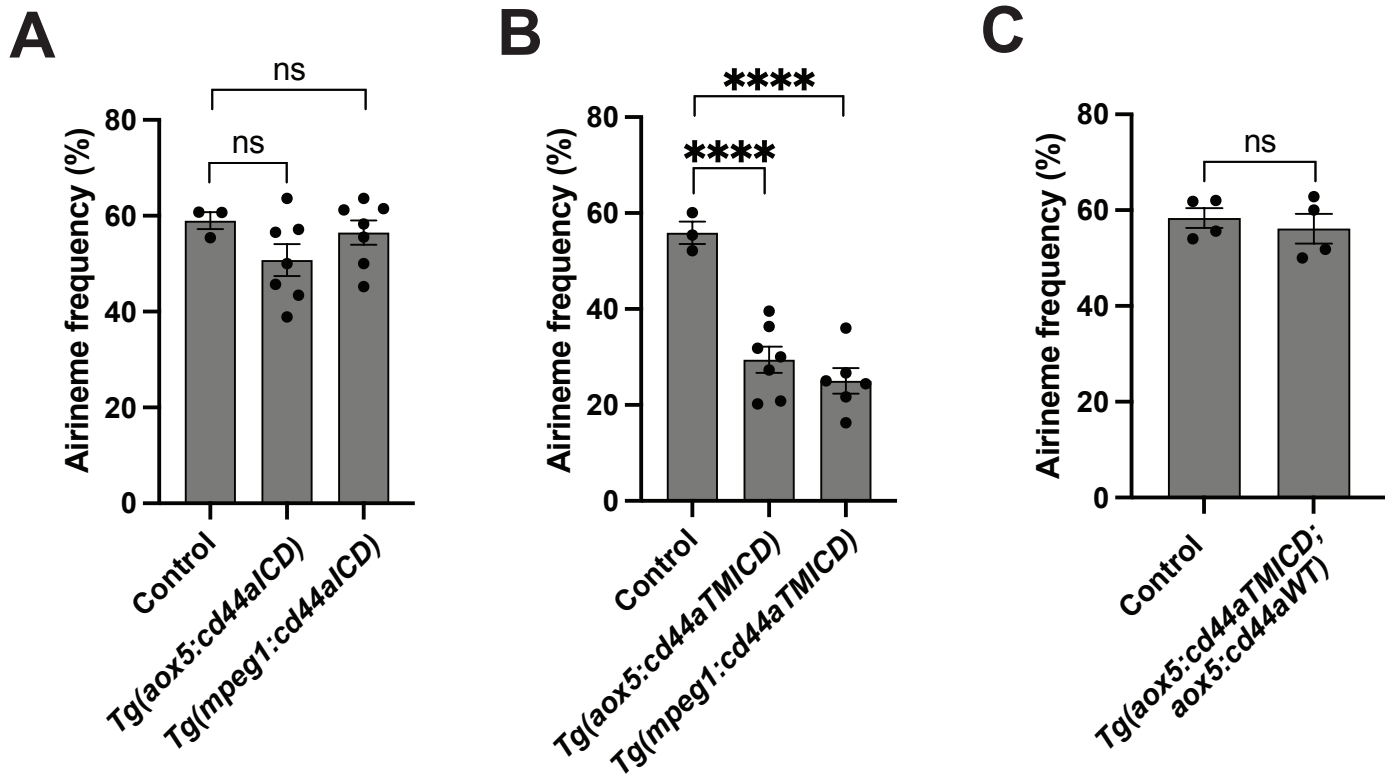 A
Airineme frequency (%)
80
60
40
20
0
ns
ns
Control
Tg(aox5:cd44aICD)
Tg(mpeg1:cd44aICD)
B
Airineme frequency (%)
80
60
40
20
0
****
****
Control
Tg(aox5:cd44aTMICD)
Tg(mpeg1:cd44aTMICD)
C
Airineme frequency (%)
80
60
40
20
0
ns
Control
Tg(aox5:cd44aTMICD;
aox5:cd44aWT)